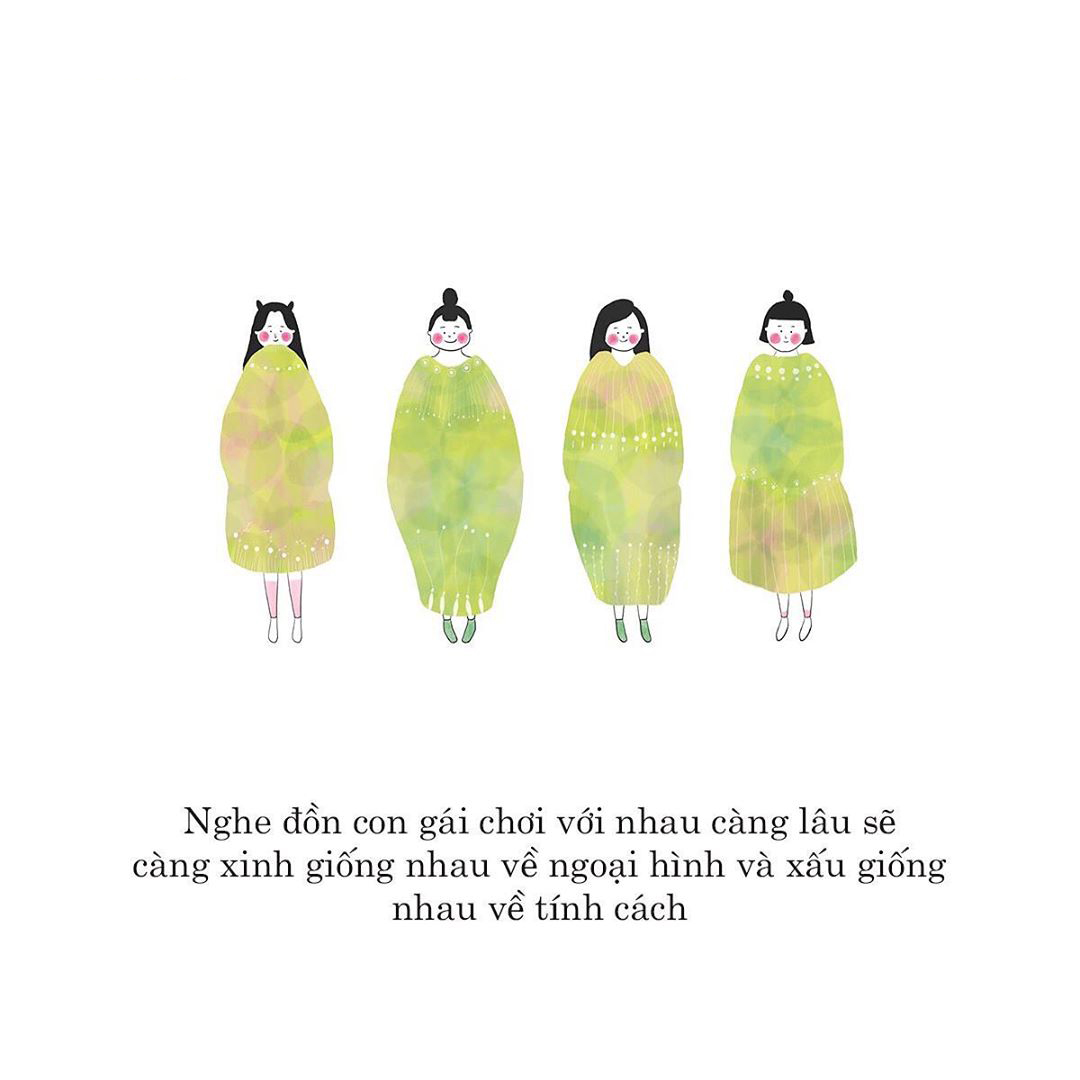 Nghe đồn con gái chơi với nhau càng lâu sẽ
càng xinh giống nhau về ngoại hình và xấu giống
nhau về tính cách